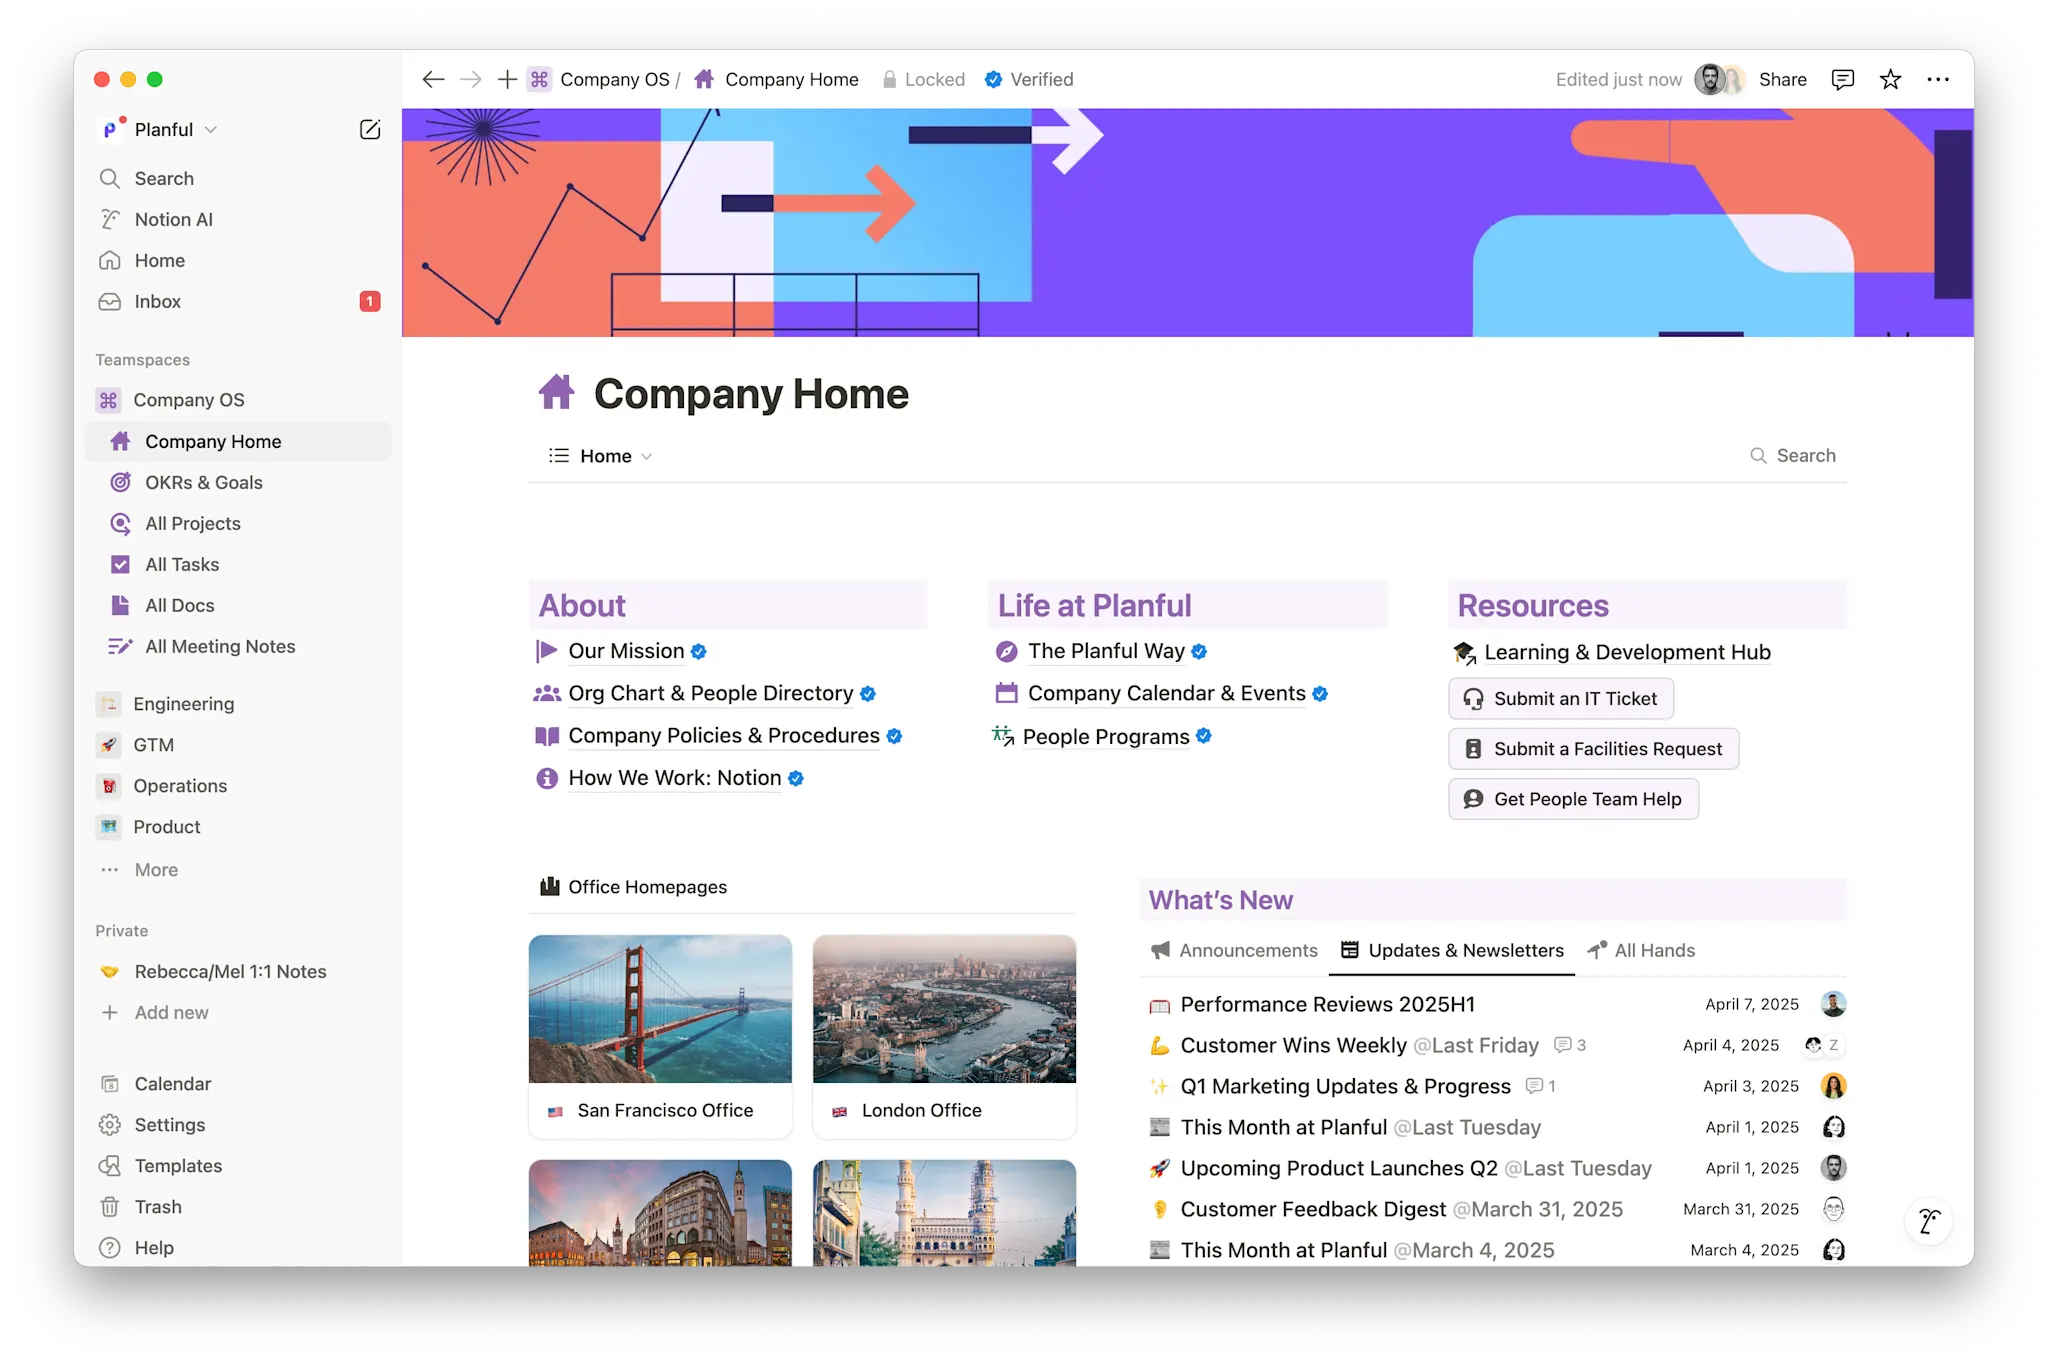 Company OS / Company Home Locked Verified
Edited just now Share
Planful
Search
Notion AI
Home
Inbox 1
Teamspaces
Company OS
Company Home
OKRs & Goals
All Projects
All Tasks
All Docs
All Meeting Notes
Engineering
GTM
Operations
Product
More
Private
Rebecca/Mel 1:1 Notes
Add new
Calendar
Settings
Templates
Trash
Help
Company Home
Home
Search
About
Our Mission
Org Chart & People Directory
Company Policies & Procedures
How We Work: Notion
Life at Planful
The Planful Way
Company Calendar & Events
People Programs
Resources
Learning & Development Hub
Submit an IT Ticket
Submit a Facilities Request
Get People Team Help
Office Homepages
San Francisco Office
London Office
What's New
Announcements Updates & Newsletters All Hands
Performance Reviews 2025H1 April 7, 2025
Customer Wins Weekly @Last Friday 3 April 4, 2025 Z
Q1 Marketing Updates & Progress 1 April 3, 2025
This Month at Planful @Last Tuesday April 1, 2025
Upcoming Product Launches Q2 @Last Tuesday April 1, 2025
Customer Feedback Digest @March 31, 2025 March 31, 2025
This Month at Planful @March 4, 2025 March 4, 2025